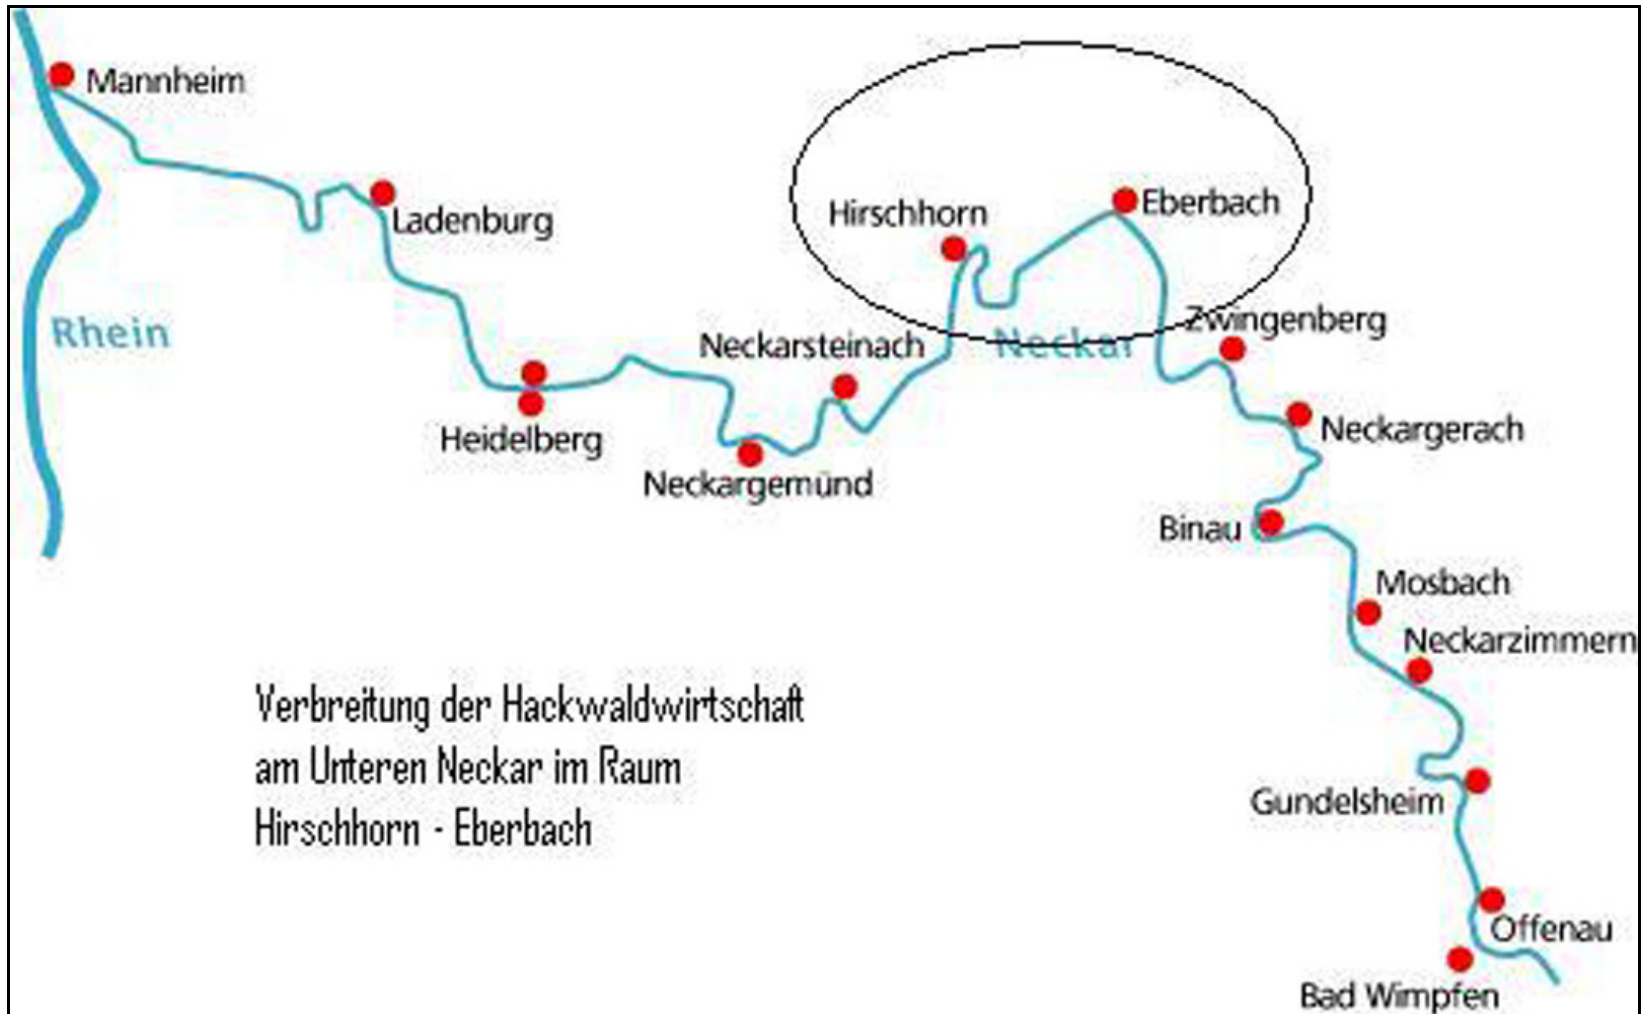 Mannheim
Ladenburg
Rhein
Heidelberg
Neckargemünd
Neckarsteinach
Hirschhorn
Eberbach
Neckar
Zwingenberg
Neckargerach
Binau
Mosbach
Neckarzimmern
Gundelsheim
Offenau
Bad Wimpfen
Verbreitung der Hackwaldwirtschaft
am Unteren Neckar im Raum
Hirschhorn - Eberbach